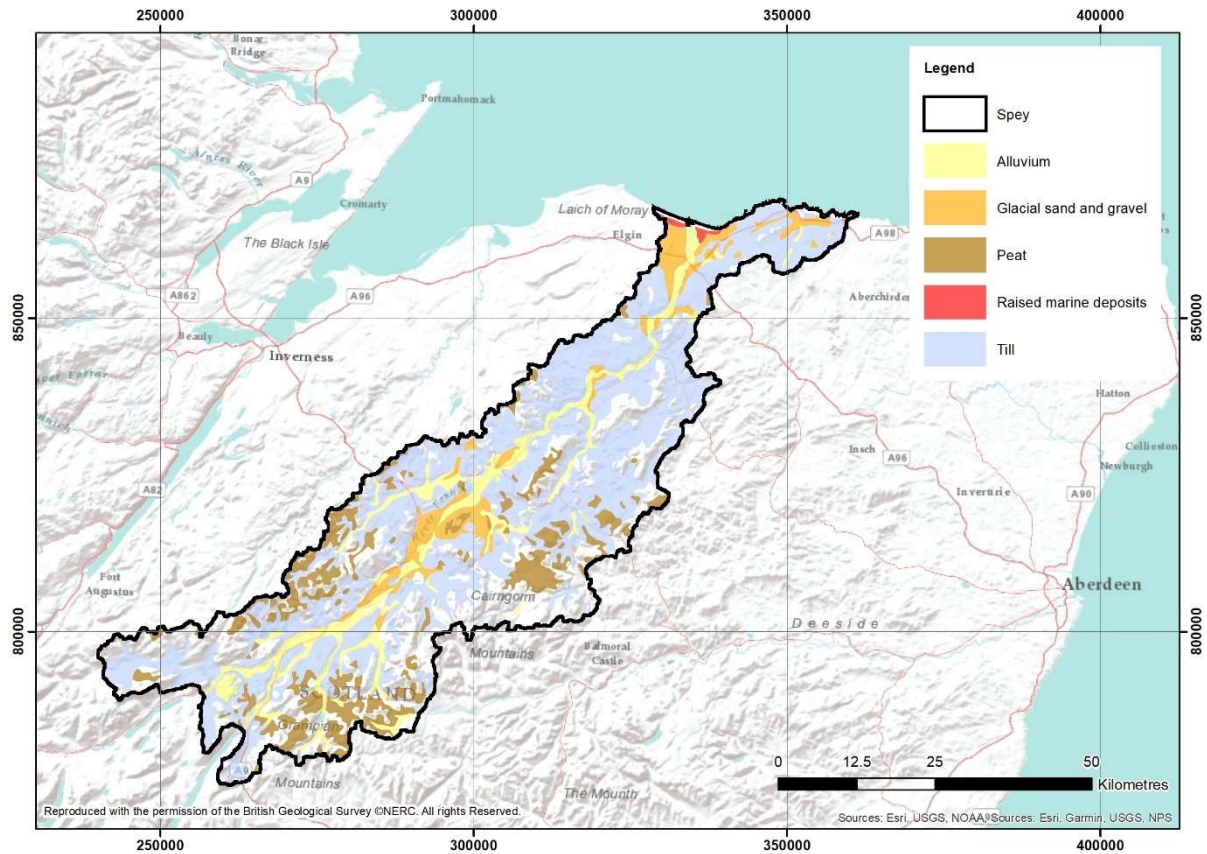 250000
300000
350000
400000
Bonar
Bridge
Portmahomack
Alness River
A9
Cromarty
The Black Isle
Laich of Moray
Elgin
A98
A862
A96
Aberchirder
Beauly
Inverness
850000
850000
Legend
Spey
Alluvium
Glacial sand and gravel
Peat
Raised marine deposits
Till
Hatton
Collieston
Newburgh
Insch
A96
Inverurie
A90
A82
Fort
Augustus
Aberdeen
Cairngorm
Mountains
Deeside
Balmoral
Castle
800000
800000
SCOTLAND
Grampian
Mountains
A9
The Mounth
0
12.5
25
50
Kilometres
Reproduced with the permission of the British Geological Survey ©NERC. All rights Reserved.
Sources: Esri, USGS, NOAA, Sources: Esri, Garmin, USGS, NPS
250000
300000
350000
400000